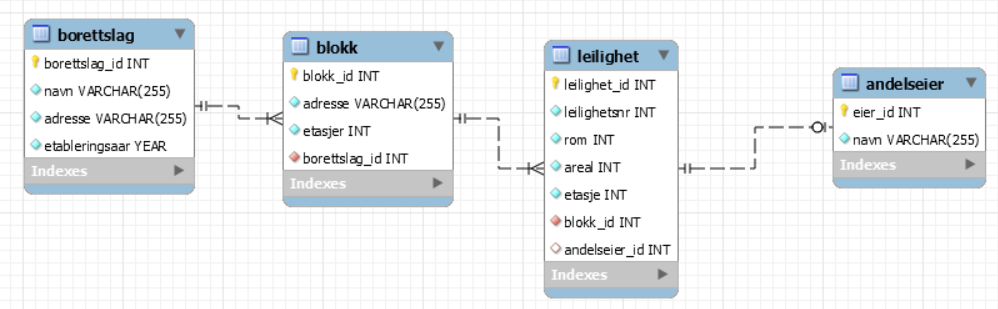 borettslag
borettslag_id INT
navn VARCHAR(255)
adresse VARCHAR(255)
etableringsaar YEAR
Indexes
blokk
blokk_id INT
adresse VARCHAR(255)
etasjer INT
borettslag_id INT
Indexes
leilighet
leilighet_id INT
leilighetsnr INT
rom INT
areal INT
etasje INT
blokk_id INT
andelseier_id INT
Indexes
andelseier
eier_id INT
navn VARCHAR(255)
Indexes